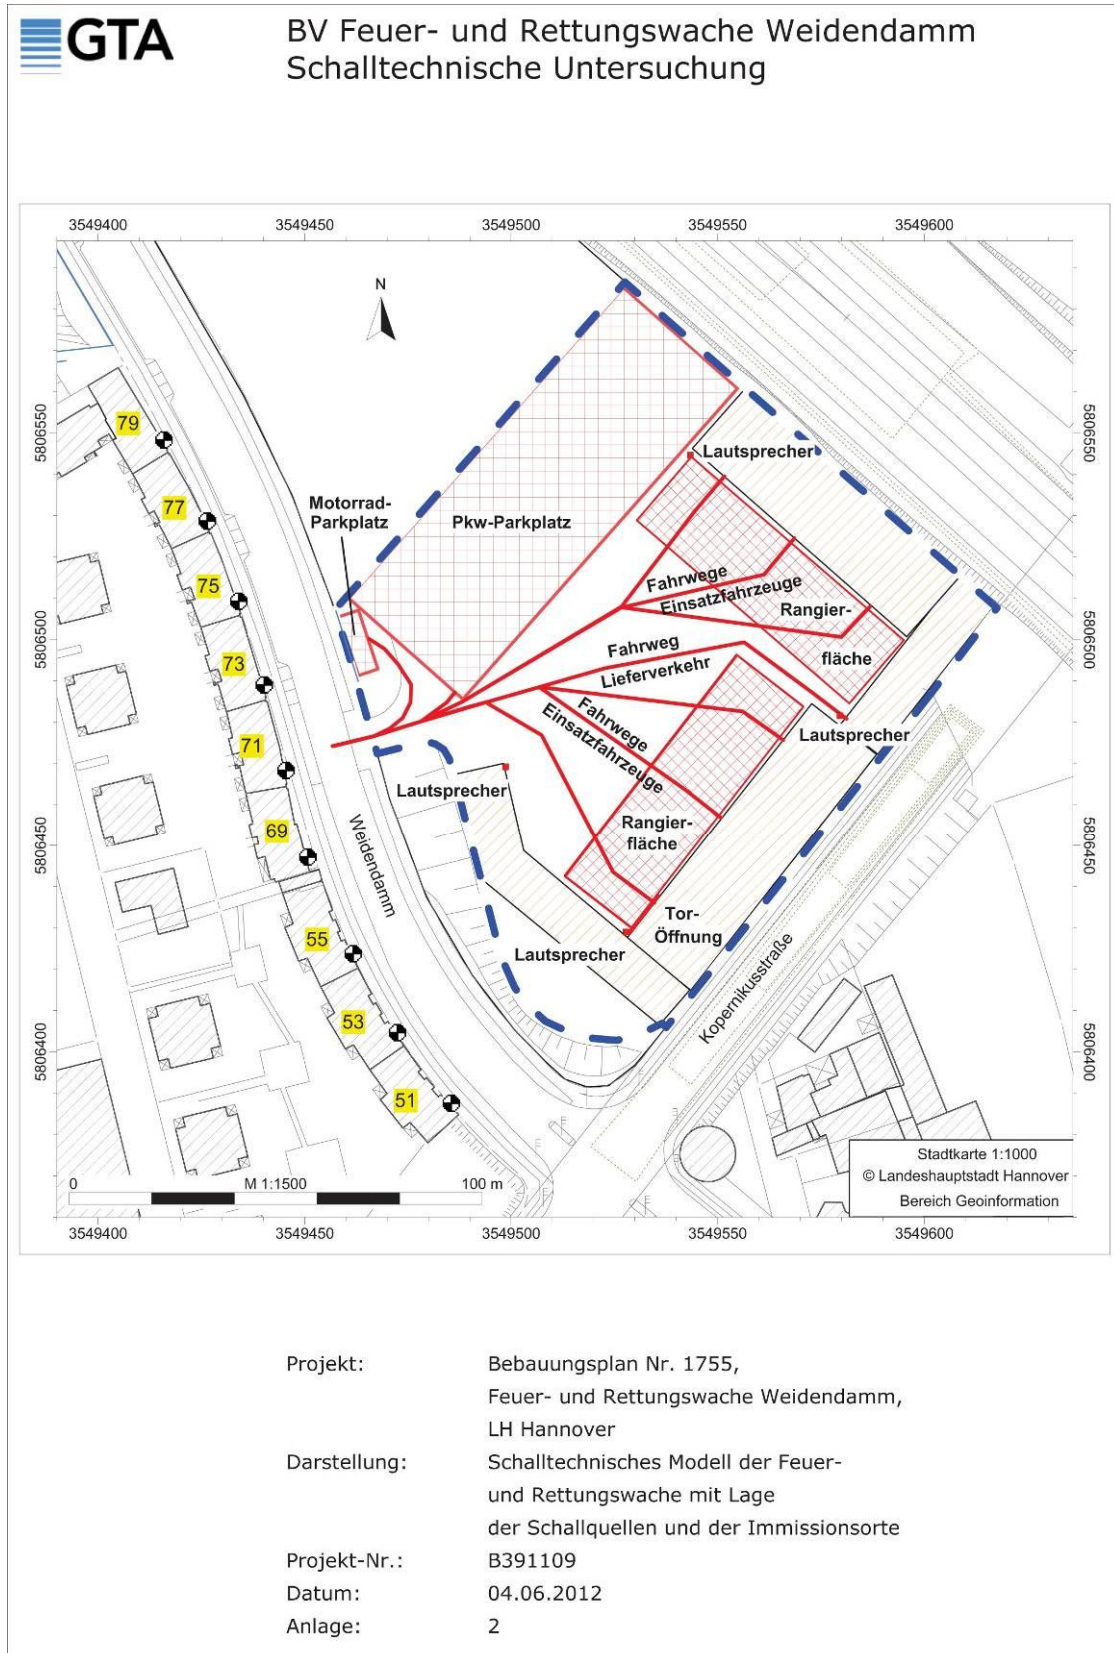 GTA
BV Feuer- und Rettungswache Weidendamm
Schalltechnische Untersuchung
3549400
3549450
3549500
3549550
3549600
N
79
5806550
5806550
Lautsprecher
77
Motorrad-
Parkplatz
Pkw-Parkplatz
75
Fahrwege
Einsatzfahrzeuge
Rangier-
fläche
5806500
5806500
73
Fahrweg
Lieferverkehr
71
Fahrwege
Einsatzfahrzeuge
Lautsprecher
Lautsprecher
69
Weidendamm
Rangier-
fläche
5806450
5806450
55
Tor-
Öffnung
Lautsprecher
Kopernikusstraße
53
5806400
5806400
51
E
E
E
E
E
Stadtkarte 1:1000
© Landeshauptstadt Hannover
Bereich Geoinformation
0
M 1:1500
100 m
3549400
3549450
3549500
3549550
3549600
Projekt:
Bebauungsplan Nr. 1755,
Feuer- und Rettungswache Weidendamm,
LH Hannover
Darstellung:
Schalltechnisches Modell der Feuer-
und Rettungswache mit Lage
der Schallquellen und der Immissionsorte
Projekt-Nr.:
B391109
Datum:
04.06.2012
Anlage:
2